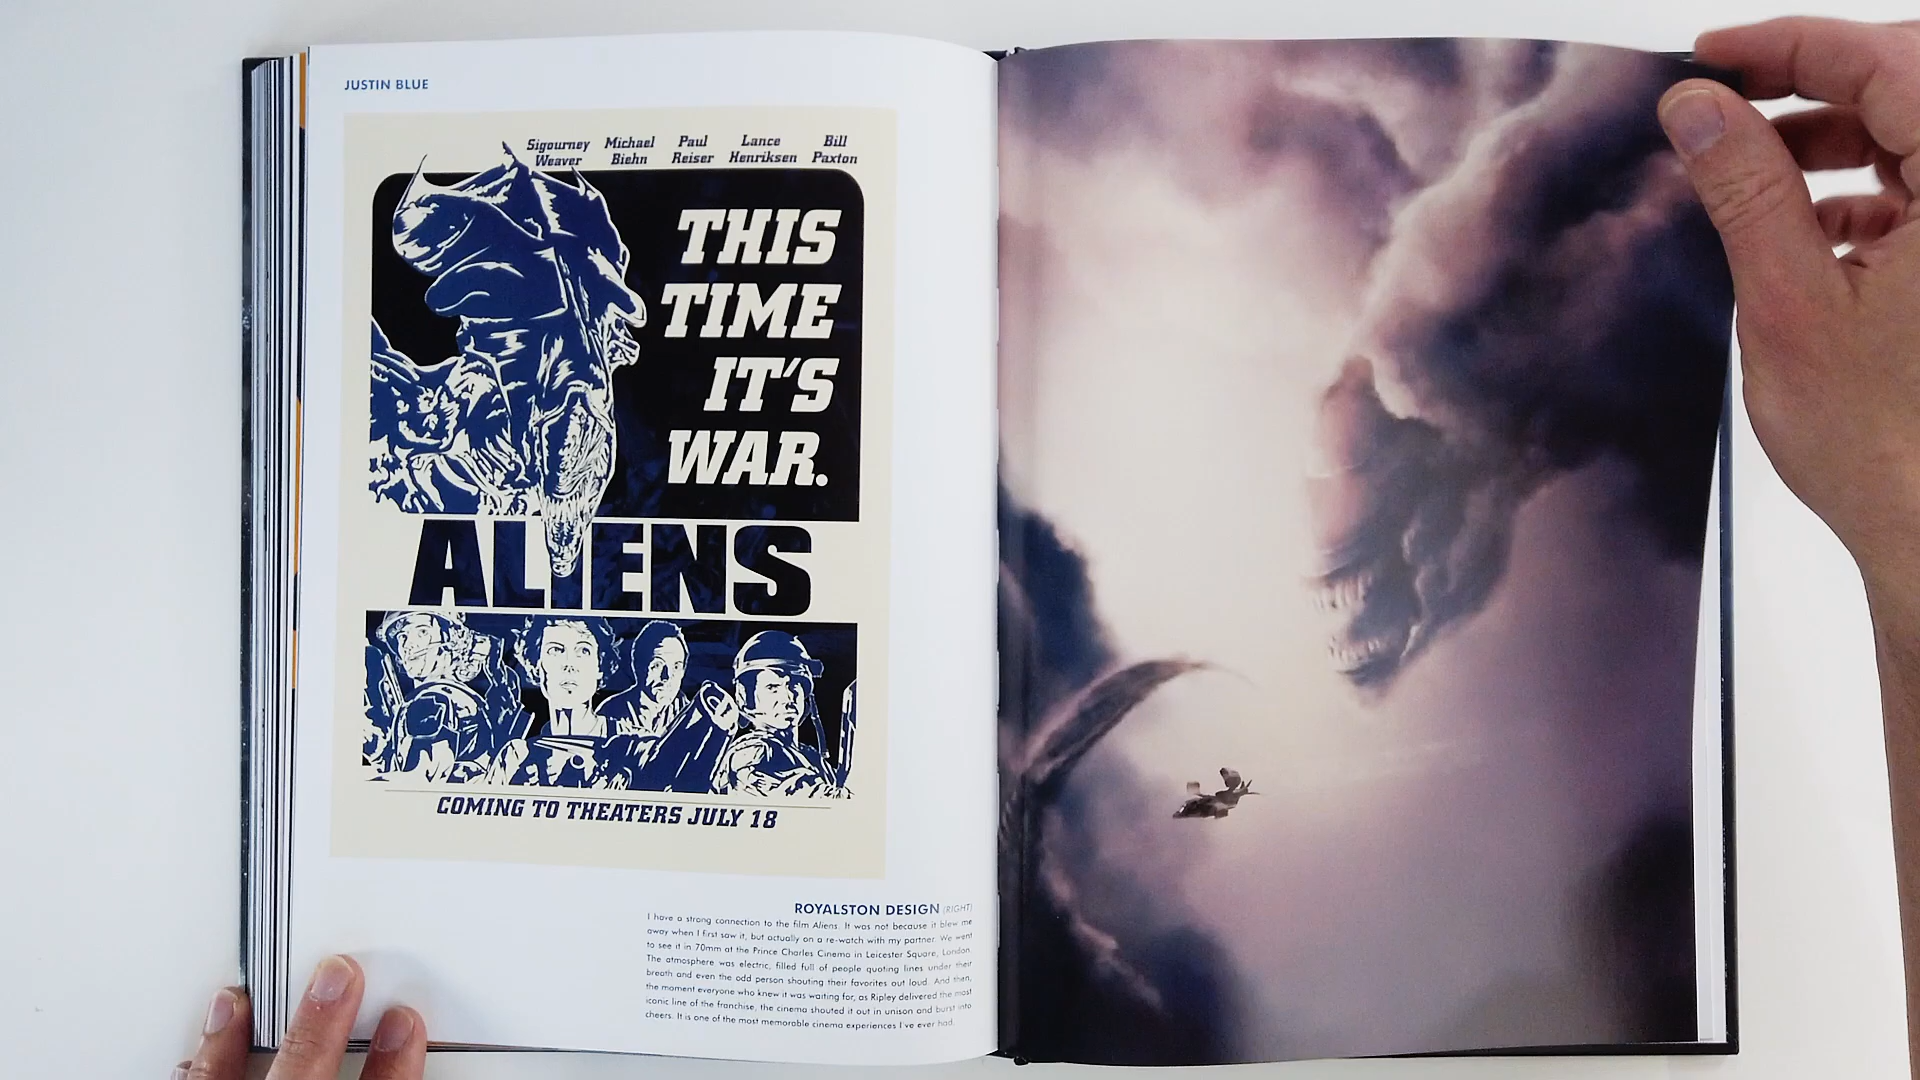 JUSTIN BLUE
Sigourney Weaver Michael Biehn Paul Reiser Lance Henriksen Bill Paxton
THIS
TIME
IT'S
WAR.
ALIENS
COMING TO THEATERS JULY 18
ROYALSTON DESIGN (RIGHT)
I have a strong connection to the film Aliens. It was not because it blew me
away when I first saw it, but actually on a re-watch with my partner. We went
to see it in 70mm at the Prince Charles Cinema in Leicester Square, London.
The atmosphere was electric, filled full of people quoting lines under their
breath and even the odd person shouting their favorites out loud. And then,
the moment everyone who knew it was waiting for, as Ripley delivered the most
iconic line of the franchise, the cinema shouted it out in unison and burst into
cheers. It is one of the most memorable cinema experiences I've ever had.